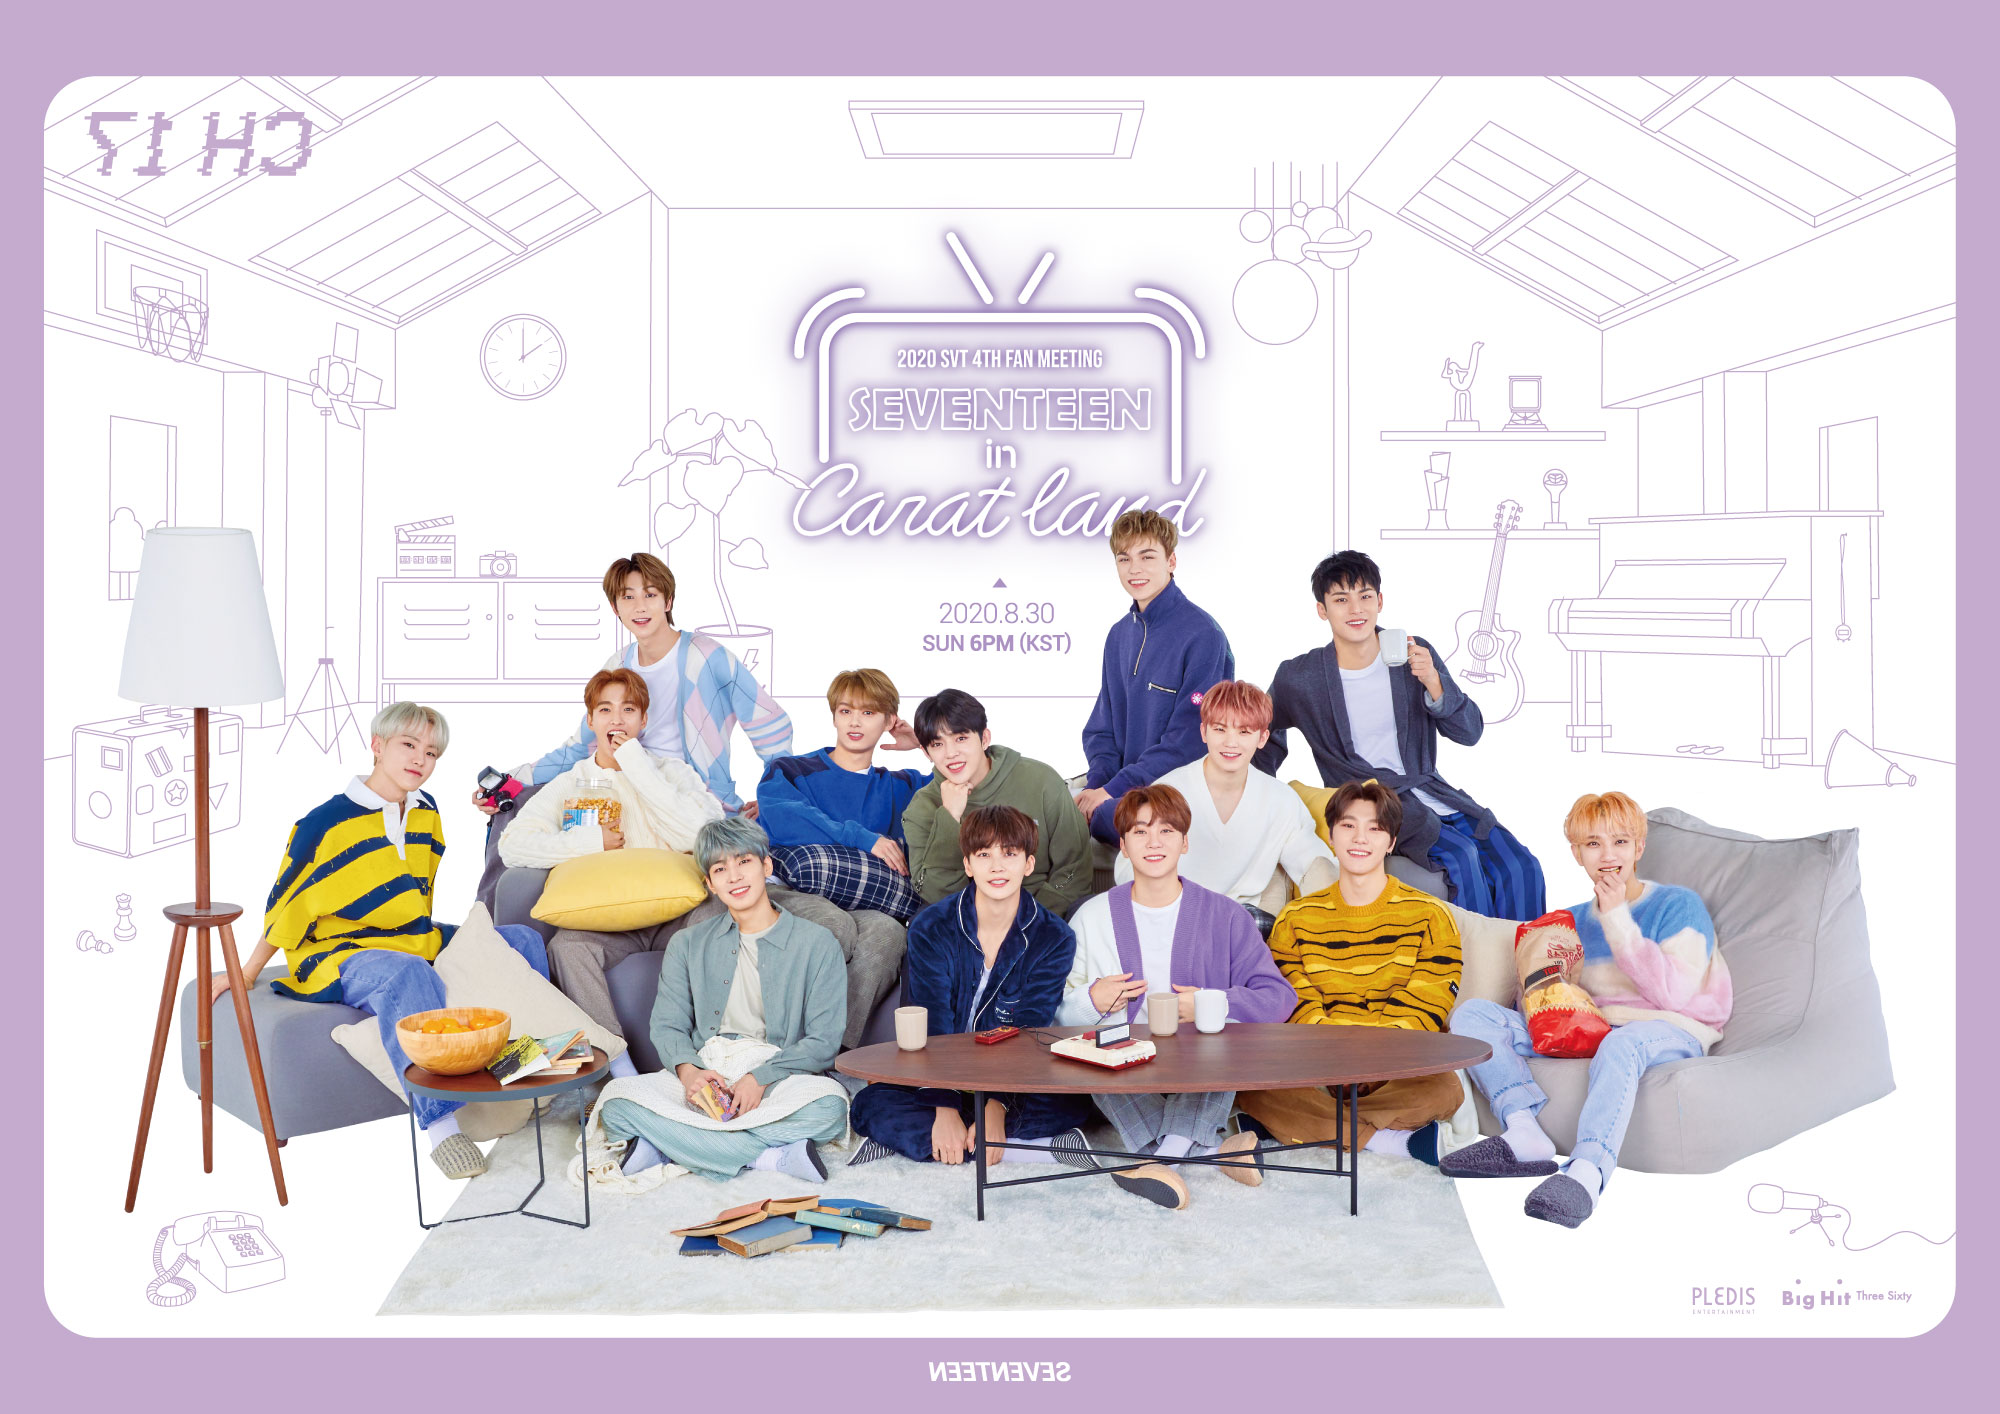 CH 17
2020 SVT 4TH FAN MEETING
SEVENTEEN
in
Carat land
2020.8.30
SUN 6PM (KST)
PLEDIS
ENTERTAINMENT
Big Hit Three Sixty
SEVENTEEN